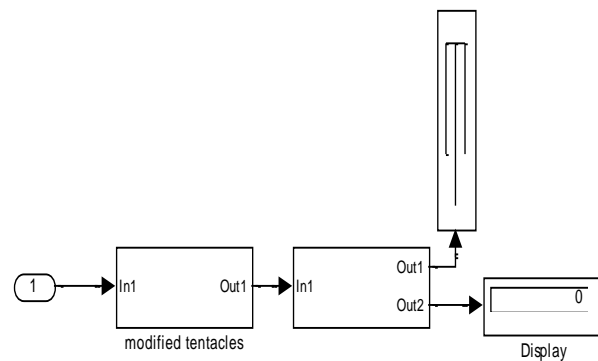 1
In1
Out1
modified tentacles
In1
Out1
Out2
0
Display